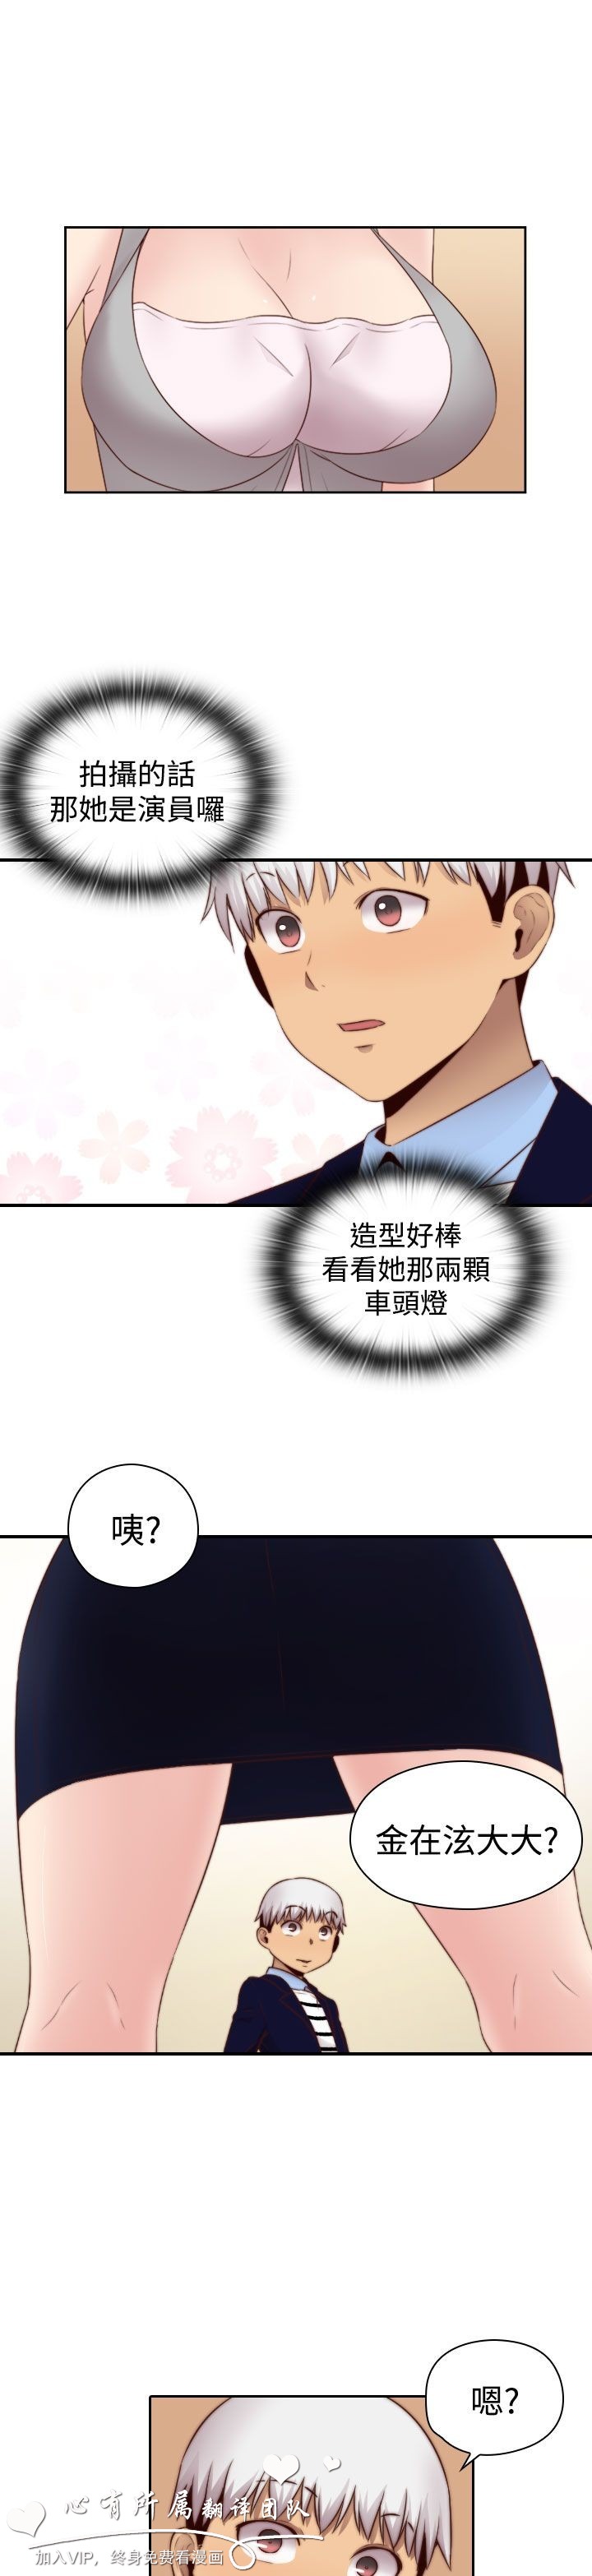 拍攝的話
那她是演員囉
造型好棒
看看她那兩顆
車頭燈
咦?
金在泫大大?
嗯?
心有所属翻译团队
加入VIP，终身免费看漫画